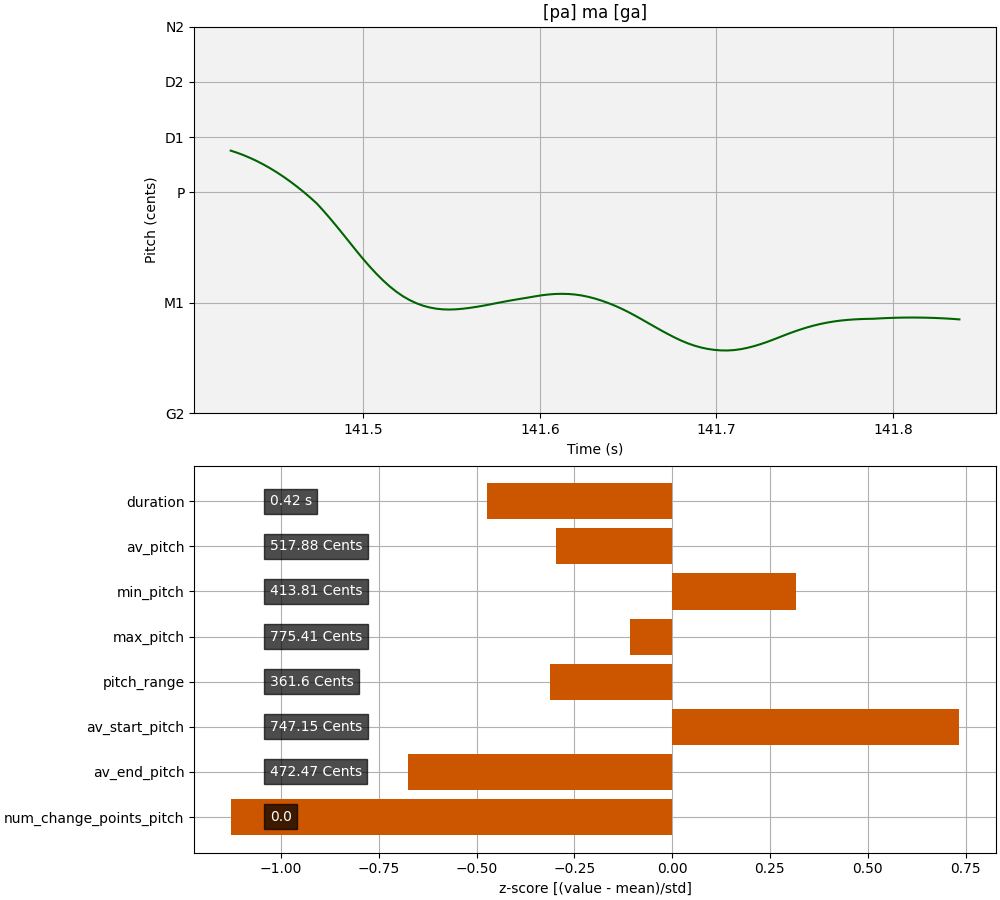 [pa] ma [ga]
N2
D2
D1
P
M1
G2
Pitch (cents)
141.5 141.6 141.7 141.8
Time (s)
duration 0.42 s
av_pitch 517.88 Cents
min_pitch 413.81 Cents
max_pitch 775.41 Cents
pitch_range 361.6 Cents
av_start_pitch 747.15 Cents
av_end_pitch 472.47 Cents
num_change_points_pitch 0.0
−1.00 −0.75 −0.50 −0.25 0.00 0.25 0.50 0.75
z-score [(value - mean)/std]